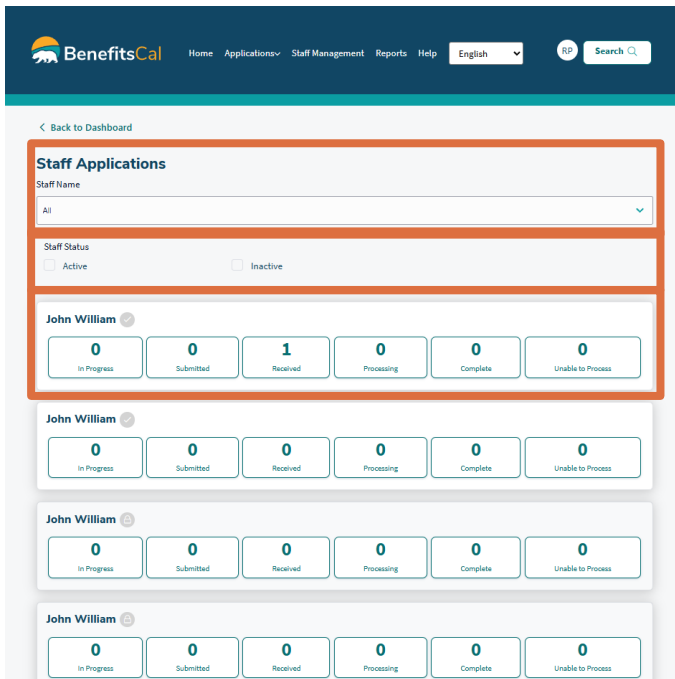 BenefitsCal Home Applications Staff Management Reports Help English RP Search
Back to Dashboard
Staff Applications
Staff Name
All
Staff Status
Active Inactive
John William
0 0 1 0 0 0
In Progress Submitted Received Processing Complete Unable to Process
John William
0 0 0 0 0 0
In Progress Submitted Received Processing Complete Unable to Process
John William
0 0 0 0 0 0
In Progress Submitted Received Processing Complete Unable to Process
John William
0 0 0 0 0 0
In Progress Submitted Received Processing Complete Unable to Process